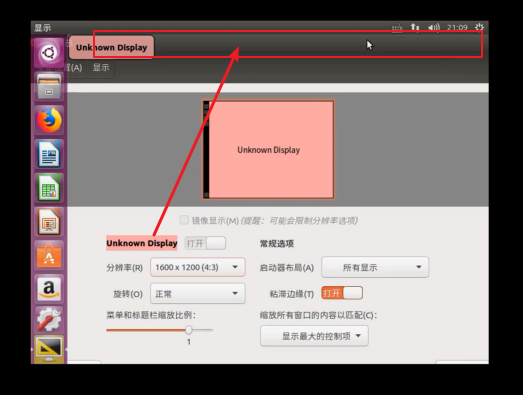 显示
21:09
Unknown Display
(A) 显示
Unknown Display
镜像显示(M) (提醒：可能会限制分辨率选项)
Unknown Display 打开
常规选项
分辨率(R) 1600 x 1200 (4:3)
启动器布局(A) 所有显示
旋转(O) 正常
粘滞边缘(T) 打开
菜单和标题栏缩放比例:
缩放所有窗口的内容以匹配(C):
1
显示最大的控制项